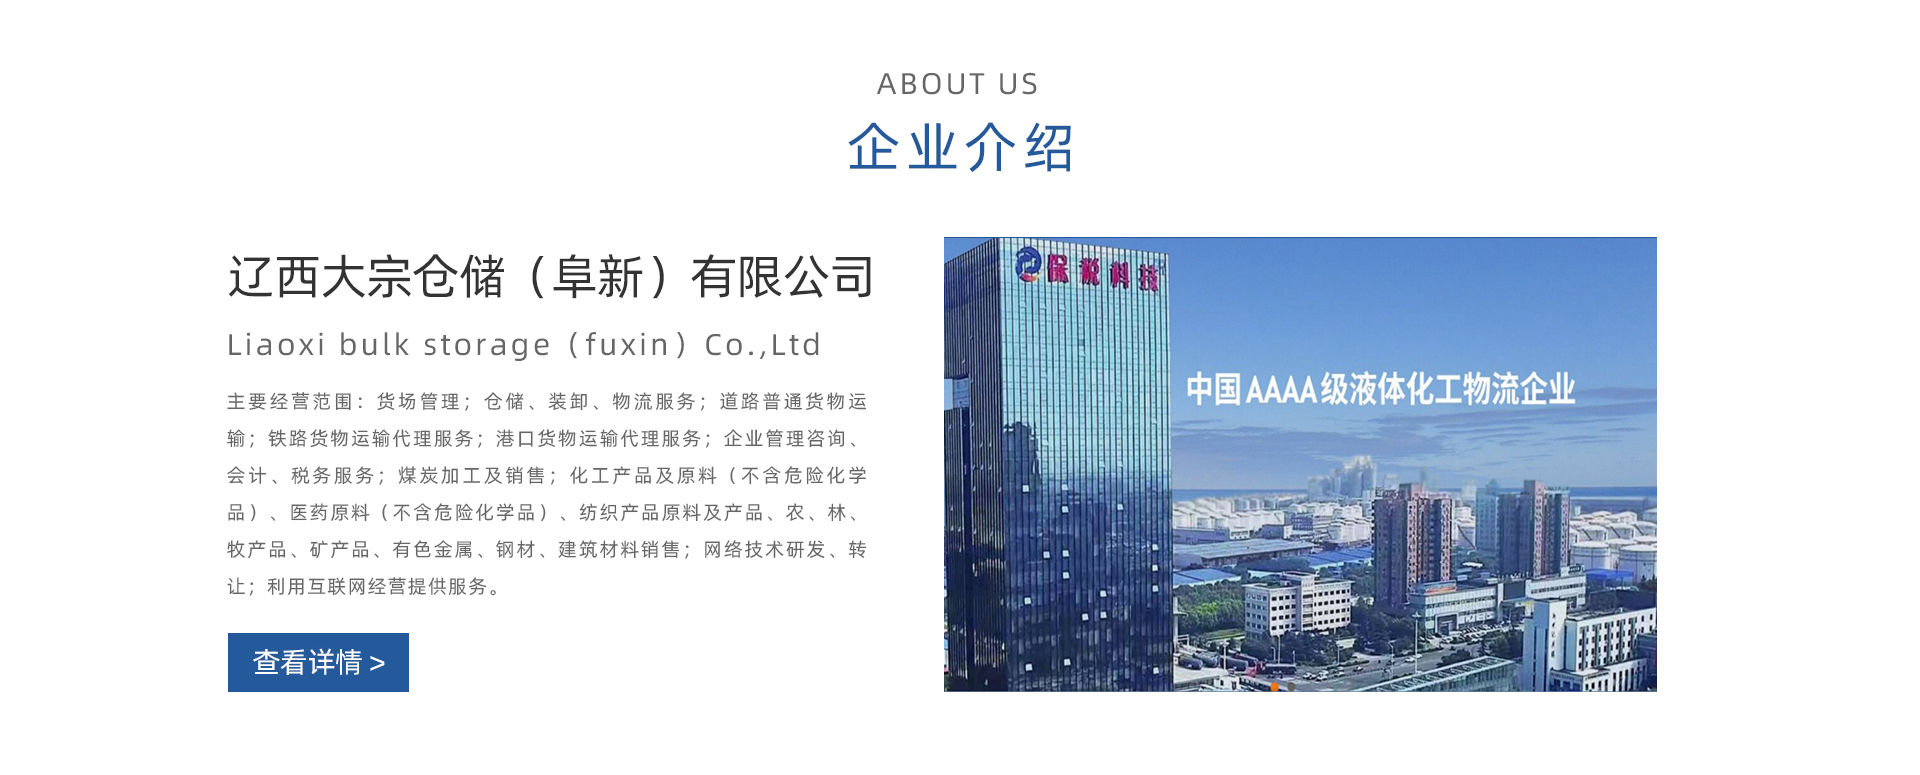 ABOUT US
企业介绍
辽西大宗仓储（阜新）有限公司
Liaoxi bulk storage（fuxin）Co.,Ltd
主要经营范围：货场管理；仓储、装卸、物流服务；道路普通货物运
输；铁路货物运输代理服务；港口货物运输代理服务；企业管理咨询、
会计、税务服务；煤炭加工及销售；化工产品及原料（不含危险化学
品）、医药原料（不含危险化学品）、纺织产品原料及产品、农、林、
牧产品、矿产品、有色金属、钢材、建筑材料销售；网络技术研发、转
让；利用互联网经营提供服务。
查看详情 >
保税科技
中国AAAA级液体化工物流企业